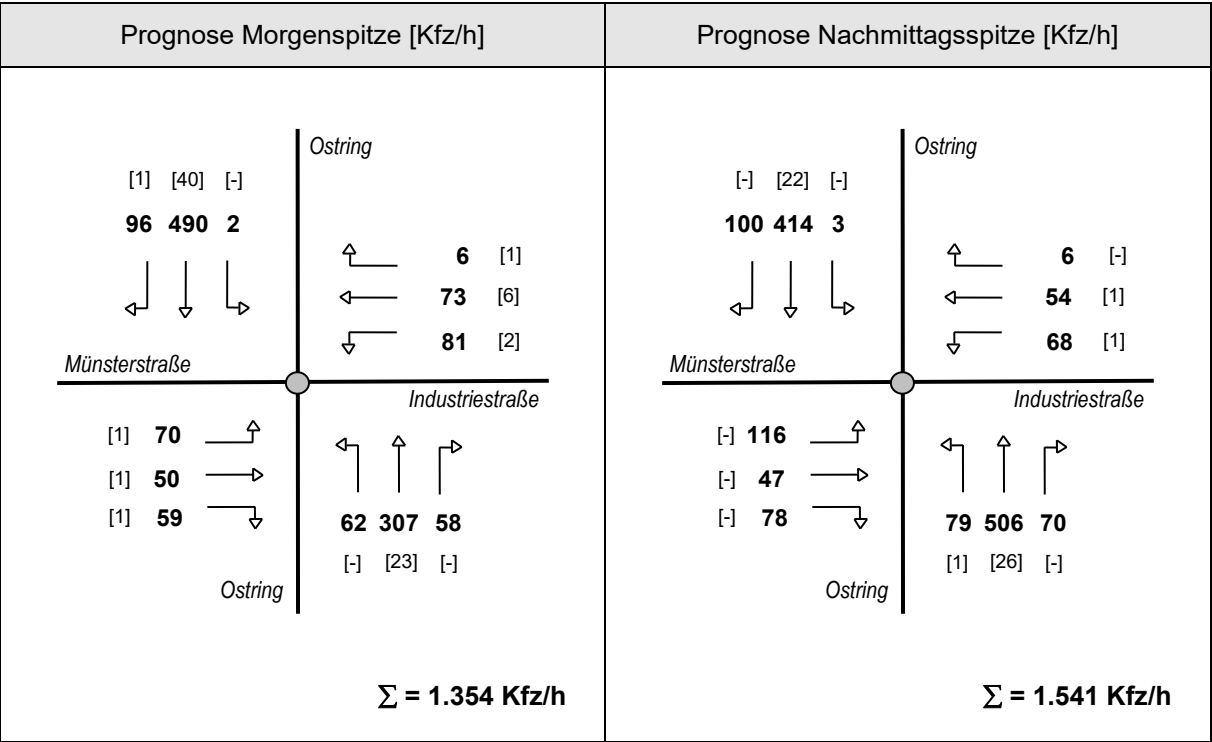 Prognose Morgenspitze [Kfz/h]
Ostring
[1] [40] [-]
96 490 2
6 [1]
73 [6]
81 [2]
Münsterstraße
Industriestraße
[1] 70
[1] 50
[1] 59
62 307 58
[-] [23] [-]
Ostring
Σ = 1.354 Kfz/h
Prognose Nachmittagsspitze [Kfz/h]
Ostring
[-] [22] [-]
100 414 3
6 [-]
54 [1]
68 [1]
Münsterstraße
Industriestraße
[-] 116
[-] 47
[-] 78
79 506 70
[1] [26] [-]
Ostring
Σ = 1.541 Kfz/h